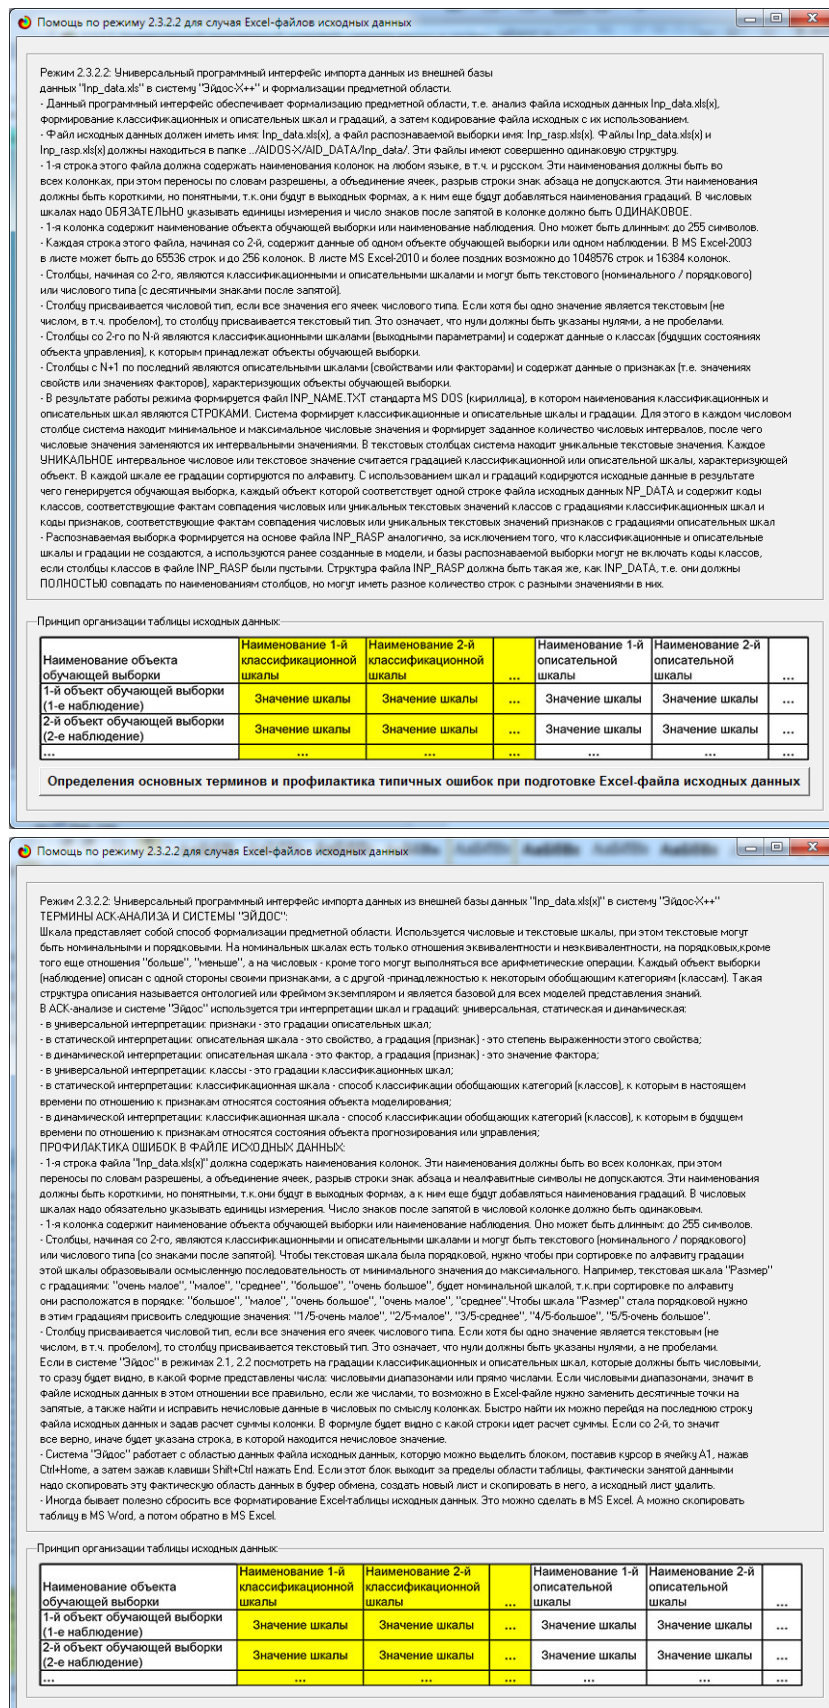 Помощь по режиму 2.3.2.2 для случая Excel-файлов исходных данных
Режим 2.3.2.2: Универсальный программный интерфейс импорта данных из внешней базы
данных "Inp_data.xls" в систему "Эйдос-X++" и формализации предметной области.
- Данный программный интерфейс обеспечивает формализацию предметной области, т.е. анализ файла исходных данных Inp_data.xls(x),
формирование классификационных и описательных шкал и градаций, а затем кодирование файла исходных с их использованием.
- Файл исходных данных должен иметь имя: Inp_data.xls(x), а файл распознаваемой выборки имя: Inp_rasp.xls(x). Файлы Inp_data.xls(x) и
Inp_rasp.xls(x) должны находиться в папке ../AIDOS-X/AID_DATA/Inp_data/. Эти файлы имеют совершенно одинаковую структуру.
- 1-я строка этого файла должна содержать наименования колонок на любом языке, в т.ч. и русском. Эти наименования должны быть во
всех колонках, при этом переносы по словам разрешены, а объединение ячеек, разрыв строки знак абзаца не допускаются. Эти наименования
должны быть короткими, но понятными, т.к.они будут в выходных формах, а к ним еще будут добавляться наименования градаций. В числовых
шкалах надо ОБЯЗАТЕЛЬНО указывать единицы измерения и число знаков после запятой в колонке должно быть ОДИНАКОВОЕ.
- 1-я колонка содержит наименование объекта обучающей выборки или наименование наблюдения. Оно может быть длинным: до 255 символов.
- Каждая строка этого файла, начиная со 2-й, содержит данные об одном объекте обучающей выборки или одном наблюдении. В MS Excel-2003
в листе может быть до 65536 строк и до 256 колонок. В листе MS Excel-2010 и более поздних возможно до 1048576 строк и 16384 колонок.
- Столбцы, начиная со 2-го, являются классификационными и описательными шкалами и могут быть текстового (номинального / порядкового)
или числового типа (с десятичными знаками после запятой).
- Столбцу присваивается числовой тип, если все значения его ячеек числового типа. Если хотя бы одно значение является текстовым (не
числом, в т.ч. пробелом), то столбцу присваивается текстовый тип. Это означает, что нули должны быть указаны нулями, а не пробелами.
- Столбцы со 2-го по N-й являются классификационными шкалами (выходными параметрами) и содержат данные о классах (будущих состояниях
объекта управления), к которым принадлежат объекты обучающей выборки.
- Столбцы с N+1 по последний являются описательными шкалами (свойствами или факторами) и содержат данные о признаках (т.е. значениях
свойств или значениях факторов), характеризующих объекты обучающей выборки.
- В результате работы режима формируется файл INP_NAME.TXT стандарта MS DOS (кириллица), в котором наименования классификационных и
описательных шкал являются СТРОКАМИ. Система формирует классификационные и описательные шкалы и градации. Для этого в каждом числовом
столбце система находит минимальное и максимальное числовые значения и формирует заданное количество числовых интервалов, после чего
числовые значения заменяются их интервальными значениями. В текстовых столбцах система находит уникальные текстовые значения. Каждое
УНИКАЛЬНОЕ интервальное числовое или текстовое значение считается градацией классификационной или описательной шкалы, характеризующей
объект. В каждой шкале ее градации сортируются по алфавиту. С использованием шкал и градаций кодируются исходные данные в результате
чего генерируется обучающая выборка, каждый объект которой соответствует одной строке файла исходных данных NP_DATA и содержит коды
классов, соответствующие фактам совпадения числовых или уникальных текстовых значений классов с градациями классификационных шкал и
коды признаков, соответствующие фактам совпадения числовых или уникальных текстовых значений признаков с градациями описательных шкал
- Распознаваемая выборка формируется на основе файла INP_RASP аналогично, за исключением того, что классификационные и описательные
шкалы и градации не создаются, а используются ранее созданные в модели, и базы распознаваемой выборки могут не включать коды классов,
если столбцы классов в файле INP_RASP были пустыми. Структура файла INP_RASP должна быть такая же, как INP_DATA, т.е. они должны
ПОЛНОСТЬЮ совпадать по наименованиям столбцов, но могут иметь разное количество строк с разными значениями в них.
Принцип организации таблицы исходных данных:
Наименование объекта обучающей выборки
Наименование 1-й классификационной шкалы
Наименование 2-й классификационной шкалы
...
Наименование 1-й описательной шкалы
Наименование 2-й описательной шкалы
...
1-й объект обучающей выборки (1-е наблюдение)
Значение шкалы Значение шкалы ... Значение шкалы Значение шкалы ...
2-й объект обучающей выборки (2-е наблюдение)
Значение шкалы Значение шкалы ... Значение шкалы Значение шкалы ...
... ... ... ... ... ... ...
Определения основных терминов и профилактика типичных ошибок при подготовке Excel-файла исходных данных
Помощь по режиму 2.3.2.2 для случая Excel-файлов исходных данных
Режим 2.3.2.2: Универсальный программный интерфейс импорта данных из внешней базы данных "Inp_data.xls(x)" в систему "Эйдос-X++"
ТЕРМИНЫ АСК-АНАЛИЗА И СИСТЕМЫ "ЭЙДОС":
Шкала представляет собой способ формализации предметной области. Используется числовые и текстовые шкалы, при этом текстовые могут
быть номинальными и порядковыми. На номинальных шкалах есть только отношения эквивалентности и неэквивалентности, на порядковых,кроме
того еще отношения "больше", "меньше", а на числовых - кроме того могут выполняться все арифметические операции. Каждый объект выборки
(наблюдение) описан с одной стороны своими признаками, а с другой -принадлежностью к некоторым обобщающим категориям (классам). Такая
структура описания называется онтологией или фреймом экземпляром и является базовой для всех моделей представления знаний.
В АСК-анализе и системе "Эйдос" используется три интерпретации шкал и градаций: универсальная, статическая и динамическая:
- в универсальной интерпретации: признаки - это градации описательных шкал;
- в статической интерпретации: описательная шкала - это свойство, а градация (признак) - это степень выраженности этого свойства;
- в динамической интерпретации: описательная шкала - это фактор, а градация (признак) - это значение фактора;
- в универсальной интерпретации: классы - это градации классификационных шкал;
- в статической интерпретации: классификационная шкала - способ классификации обобщающих категорий (классов), к которым в настоящем
времени по отношению к признакам относятся состояния объекта моделирования;
- в динамической интерпретации: классификационная шкала - способ классификации обобщающих категорий (классов), к которым в будущем
времени по отношению к признакам относятся состояния объекта прогнозирования или управления;
ПРОФИЛАКТИКА ОШИБОК В ФАЙЛЕ ИСХОДНЫХ ДАННЫХ:
- 1-я строка файла "Inp_data.xls(x)" должна содержать наименования колонок. Эти наименования должны быть во всех колонках, при этом
переносы по словам разрешены, а объединение ячеек, разрыв строки знак абзаца и неалфавитные символы не допускаются. Эти наименования
должны быть короткими, но понятными, т.к.они будут в выходных формах, а к ним еще будут добавляться наименования градаций. В числовых
шкалах надо обязательно указывать единицы измерения. Число знаков после запятой в числовой колонке должно быть одинаковым.
- 1-я колонка содержит наименование объекта обучающей выборки или наименование наблюдения. Оно может быть длинным: до 255 символов.
- Столбцы, начиная со 2-го, являются классификационными и описательными шкалами и могут быть текстового (номинального / порядкового)
или числового типа (со знаками после запятой). Чтобы текстовая шкала была порядковой, нужно чтобы при сортировке по алфавиту градации
этой шкалы образовывали осмысленную последовательность от минимального значения до максимального. Например, текстовая шкала "Размер"
с градациями: "очень малое", "малое", "среднее", "большое", "очень большое", будет номинальной шкалой, т.к.при сортировке по алфавиту
они расположатся в порядке: "большое", "малое", "очень большое", "очень малое", "среднее".Чтобы шкала "Размер" стала порядковой нужно
в этим градациям присвоить следующие значения: "1/5-очень малое", "2/5-малое", "3/5-среднее", "4/5-большое", "5/5-очень большое".
- Столбцу присваивается числовой тип, если все значения его ячеек числового типа. Если хотя бы одно значение является текстовым (не
числом, в т.ч. пробелом), то столбцу присваивается текстовый тип. Это означает, что нули должны быть указаны нулями, а не пробелами.
Если в системе "Эйдос" в режимах 2.1, 2.2 посмотреть на градации классификационных и описательных шкал, которые должны быть числовыми,
то сразу будет видно, в какой форме представлены числа: числовыми диапазонами или прямо числами. Если числовыми диапазонами, значит в
файле исходных данных в этом отношении все правильно, если же числами, то возможно в Excel-файле нужно заменить десятичные точки на
запятые, а также найти и исправить нечисловые данные в числовых по смыслу колонках. Быстро найти их можно перейдя на последнюю строку
файла исходных данных и задав расчет суммы колонки. В формуле будет видно с какой строки идет расчет суммы. Если со 2-й, то значит
все верно, иначе будет указана строка, в которой находится нечисловое значение.
- Система "Эйдос" работает с областью данных файла исходных данных, которую можно выделить блоком, поставив курсор в ячейку A1, нажав
Ctrl+Home, а затем зажав клавиши Shift+Ctrl нажать End. Если этот блок выходит за пределы области таблицы, фактически занятой данными
надо скопировать эту фактическую область данных в буфер обмена, создать новый лист и скопировать в него, а исходный лист удалить.
- Иногда бывает полезно сбросить все форматирование Excel-таблицы исходных данных. Это можно сделать в MS Excel. А можно скопировать
таблицу в MS Word, а потом обратно в MS Excel.
Принцип организации таблицы исходных данных:
Наименование объекта обучающей выборки
Наименование 1-й классификационной шкалы
Наименование 2-й классификационной шкалы
...
Наименование 1-й описательной шкалы
Наименование 2-й описательной шкалы
...
1-й объект обучающей выборки (1-е наблюдение)
Значение шкалы Значение шкалы ... Значение шкалы Значение шкалы ...
2-й объект обучающей выборки (2-е наблюдение)
Значение шкалы Значение шкалы ... Значение шкалы Значение шкалы ...
... ... ... ... ... ... ...